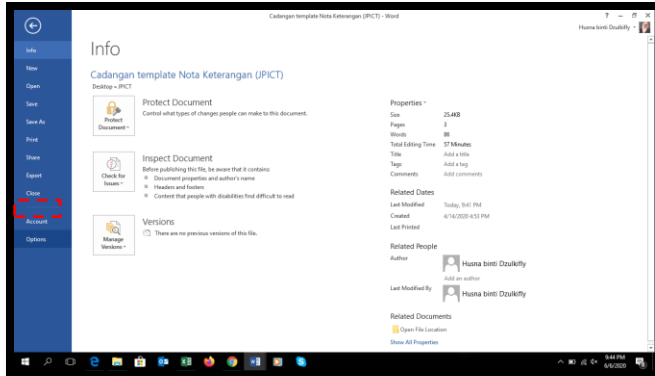 Cadangan template Nota Keterangan (JPICT) - Word
Husna binti Dzulkifly
Info
New
Open
Save
Save As
Print
Share
Export
Close
Account
Options
Info
Cadangan template Nota Keterangan (JPICT)
Desktop » JPICT
Protect Document
Control what types of changes people can make to this document.
Protect
Document
Inspect Document
Before publishing this file, be aware that it contains:
Document properties and author's name
Headers and footers
Content that people with disabilities find difficult to read
Check for
Issues
Versions
There are no previous versions of this file.
Manage
Versions
Properties
Size 25.4KB
Pages 3
Words 88
Total Editing Time 57 Minutes
Title Add a title
Tags Add a tag
Comments Add comments
Related Dates
Last Modified Today, 9:41 PM
Created 4/14/2020 4:53 PM
Last Printed
Related People
Author Husna binti Dzulkifly
Add an author
Last Modified By Husna binti Dzulkifly
Related Documents
Open File Location
Show All Properties
9:44 PM
6/6/2020